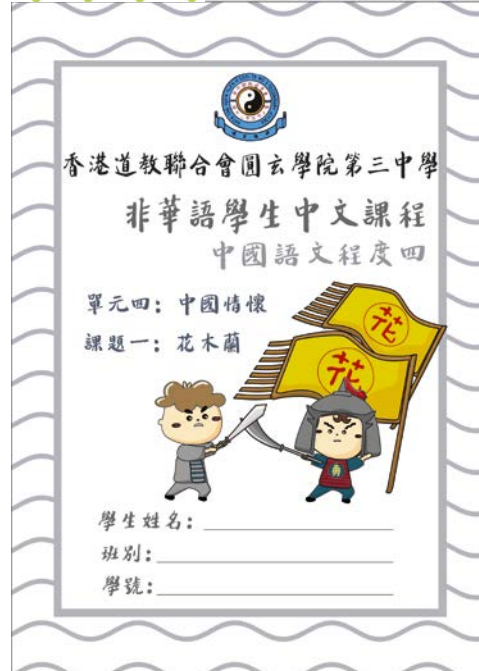 香港道教聯合會圓玄學院第三中學
非華語學生中文課程
中國語文程度四
單元四：中國情懷
課題一：花木蘭
花
花
學生姓名：
班別：
學號：